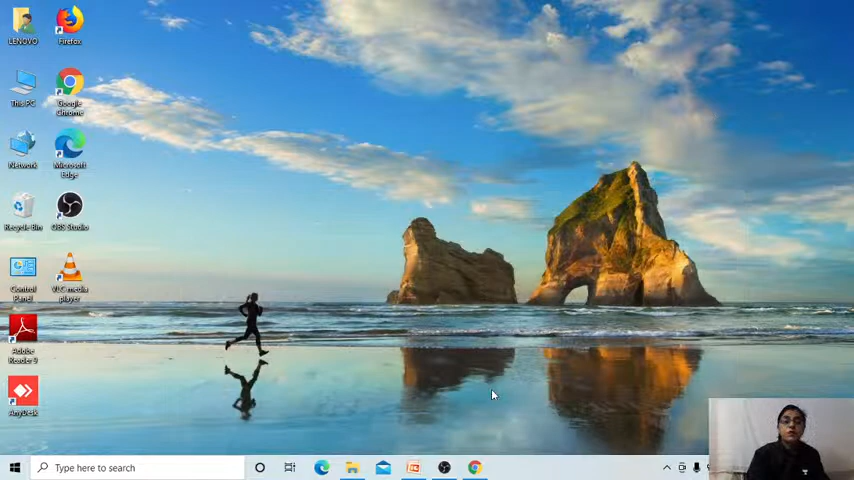 LENOVO
Firefox
This PC
Google
Chrome
Network
Microsoft
Edge
Recycle Bin
OBS Studio
Control
Panel
VLC media
player
Adobe
Reader 9
AnyDesk
Type here to search